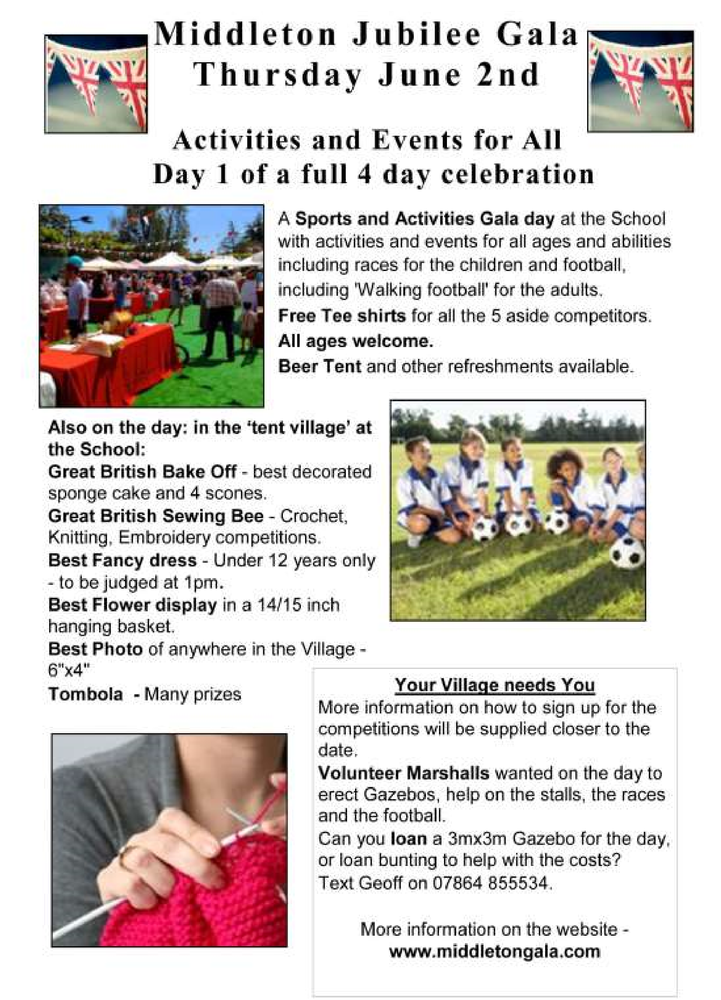 Middleton Jubilee Gala
Thursday June 2nd
Activities and Events for All
Day 1 of a full 4 day celebration
A Sports and Activities Gala day at the School
with activities and events for all ages and abilities
including races for the children and football,
including 'Walking football' for the adults.
Free Tee shirts for all the 5 aside competitors.
All ages welcome.
Beer Tent and other refreshments available.
Also on the day: in the ‘tent village’ at
the School:
Great British Bake Off - best decorated
sponge cake and 4 scones.
Great British Sewing Bee - Crochet,
Knitting, Embroidery competitions.
Best Fancy dress - Under 12 years only
- to be judged at 1pm.
Best Flower display in a 14/15 inch
hanging basket.
Best Photo of anywhere in the Village -
6"x4"
Tombola - Many prizes
Your Village needs You
More information on how to sign up for the
competitions will be supplied closer to the
date.
Volunteer Marshalls wanted on the day to
erect Gazebos, help on the stalls, the races
and the football.
Can you loan a 3mx3m Gazebo for the day,
or loan bunting to help with the costs?
Text Geoff on 07864 855534.
More information on the website -
www.middletongala.com